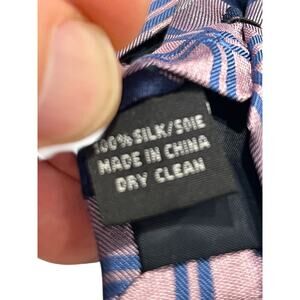 100% SILK/SOIE
MADE IN CHINA
DRY CLEAN